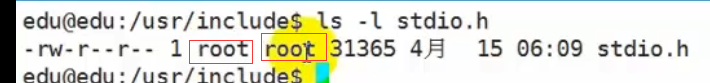 edu@edu:/usr/include$ ls -l stdio.h
-rw-r--r-- 1 root root 31365 4月  15 06:09 stdio.h
edu@edu:/usr/include$